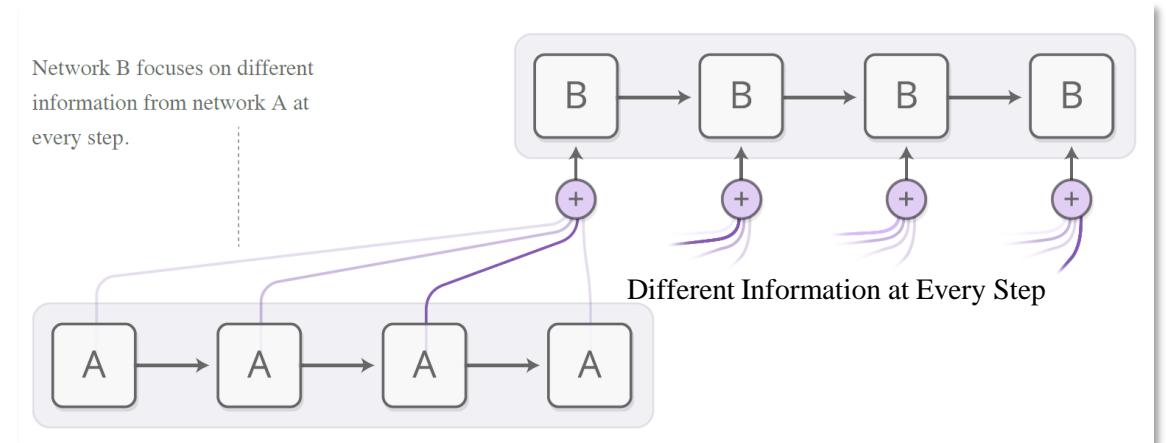 Network B focuses on different
information from network A at
every step.
B
B
B
B
+
+
+
+
Different Information at Every Step
A
A
A
A